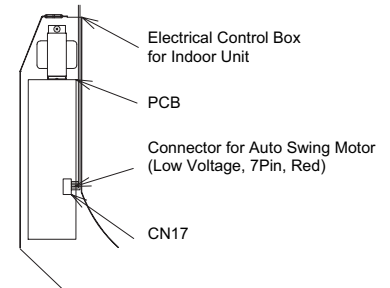 Electrical Control Box
for Indoor Unit
PCB
Connector for Auto Swing Motor
(Low Voltage, 7Pin, Red)
CN17